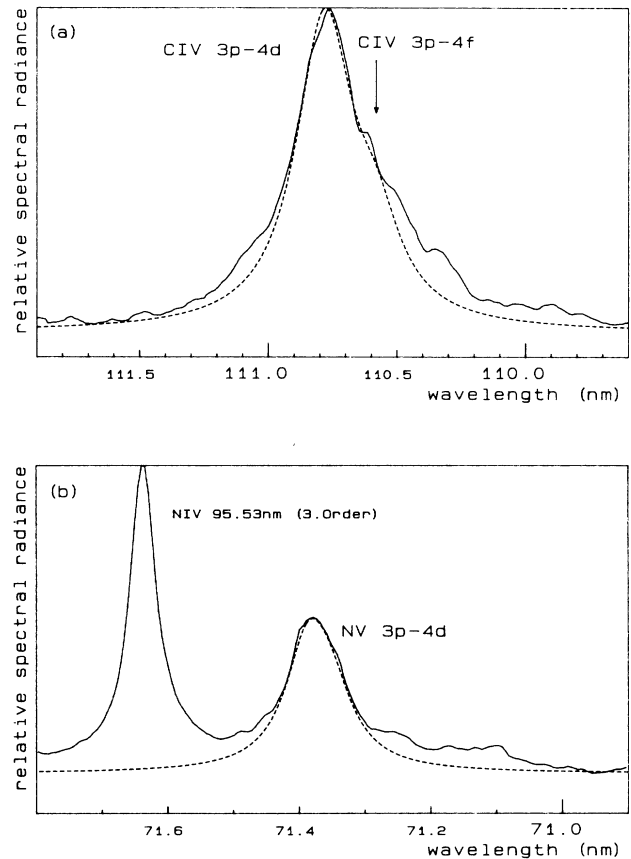 (a)
CIV 3p-4d
CIV 3p-4f
relative spectral radiance
111.5 111.0 110.5 110.0
wavelength (nm)
(b)
NIV 95.53nm (3.Order)
NV 3p-4d
relative spectral radiance
71.6 71.4 71.2 71.0
wavelength (nm)